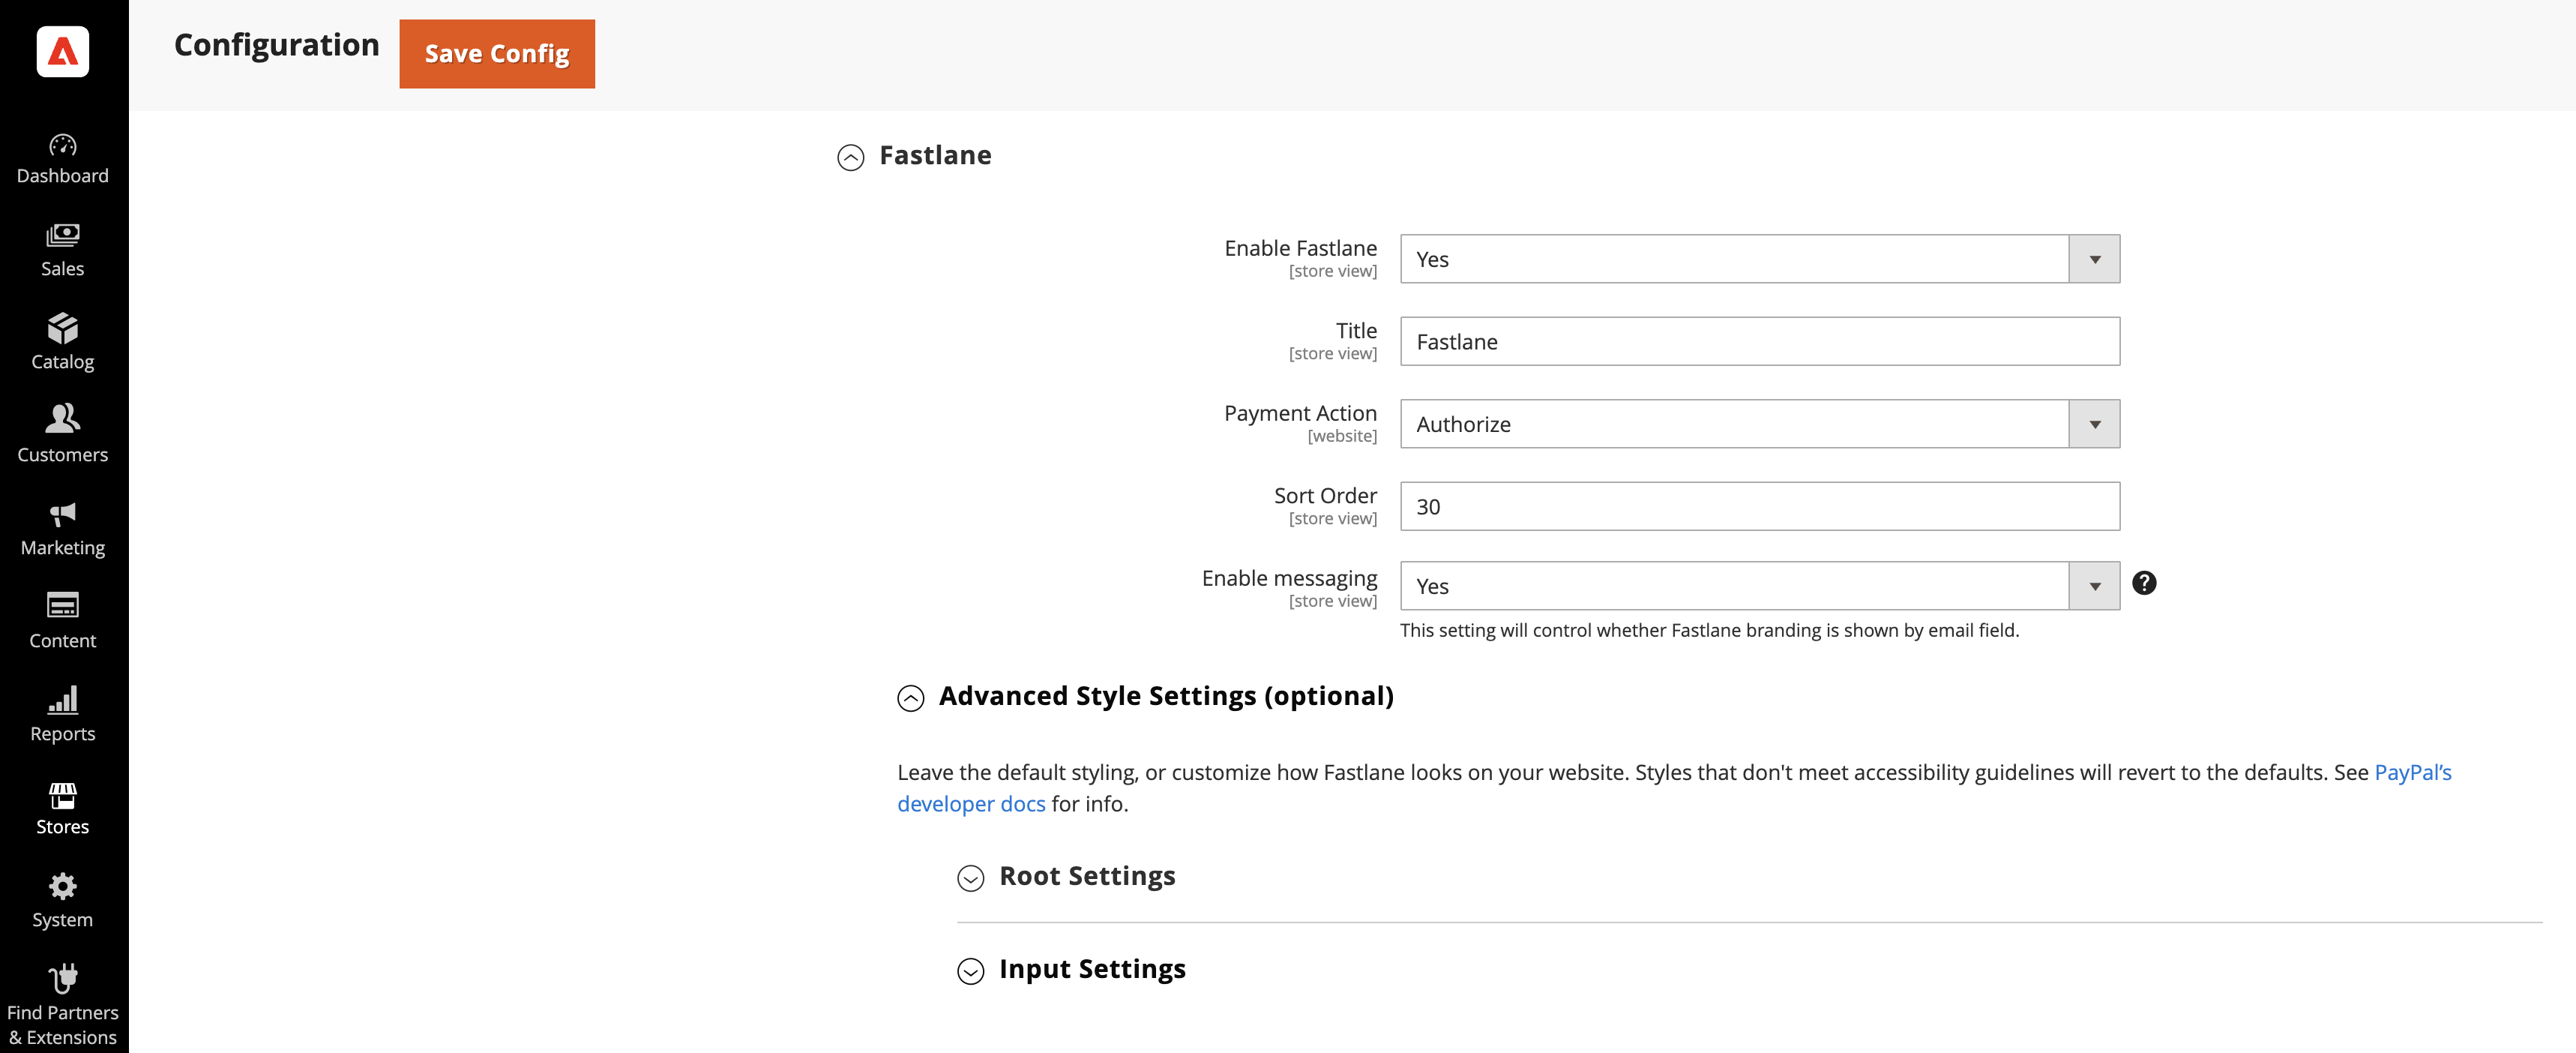 Configuration
Save Config
Dashboard
Sales
Catalog
Customers
Marketing
Content
Reports
Stores
System
Find Partners
& Extensions
Fastlane
Enable Fastlane
[store view]
Yes
Title
[store view]
Fastlane
Payment Action
[website]
Authorize
Sort Order
[store view]
30
Enable messaging
[store view]
Yes
?
This setting will control whether Fastlane branding is shown by email field.
Advanced Style Settings (optional)
Leave the default styling, or customize how Fastlane looks on your website. Styles that don't meet accessibility guidelines will revert to the defaults. See PayPal’s
developer docs for info.
Root Settings
Input Settings